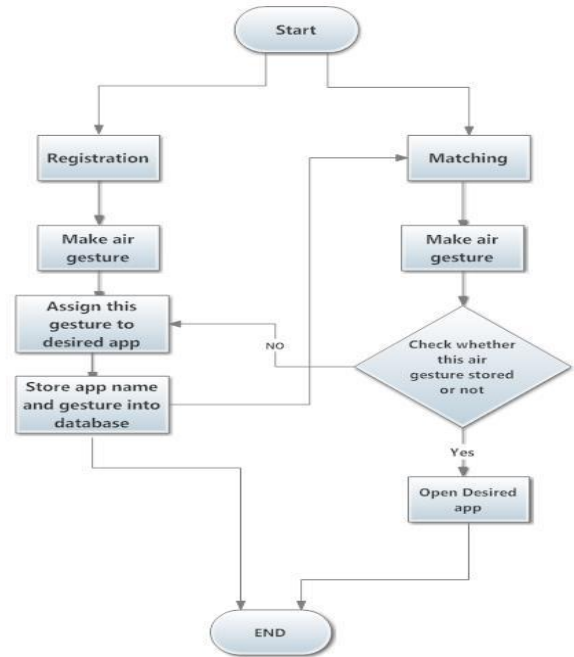 Start
Registration
Matching
Make air
gesture
Make air
gesture
Assign this
gesture to
desired app
NO
Check whether
this air
gesture stored
or not
Store app name
and gesture into
database
Yes
Open Desired
app
END